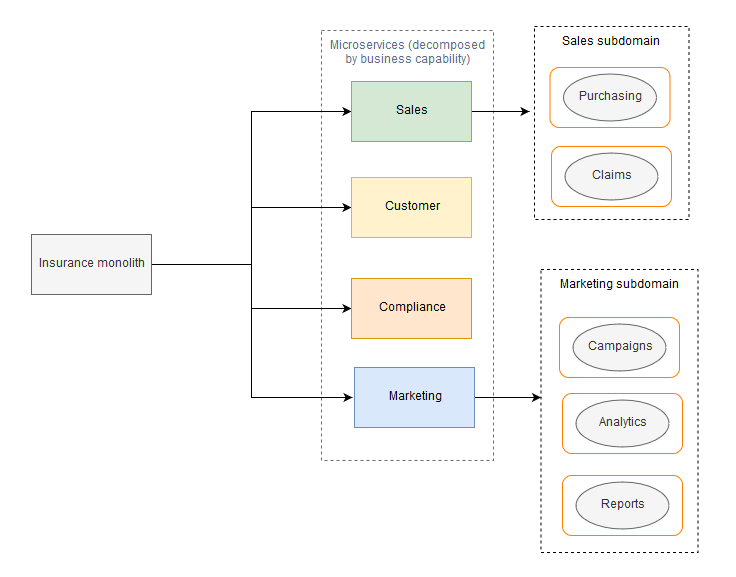 Insurance monolith
Microservices (decomposed
by business capability)
Sales
Customer
Compliance
Marketing
Sales subdomain
Purchasing
Claims
Marketing subdomain
Campaigns
Analytics
Reports